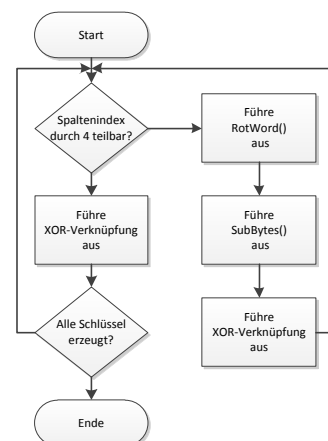 Start
Spaltenindex
durch 4 teilbar?
Führe
RotWord()
aus
Führe
XOR-Verknüpfung
aus
Führe
SubBytes()
aus
Alle Schlüssel
erzeugt?
Führe
XOR-Verknüpfung
aus
Ende